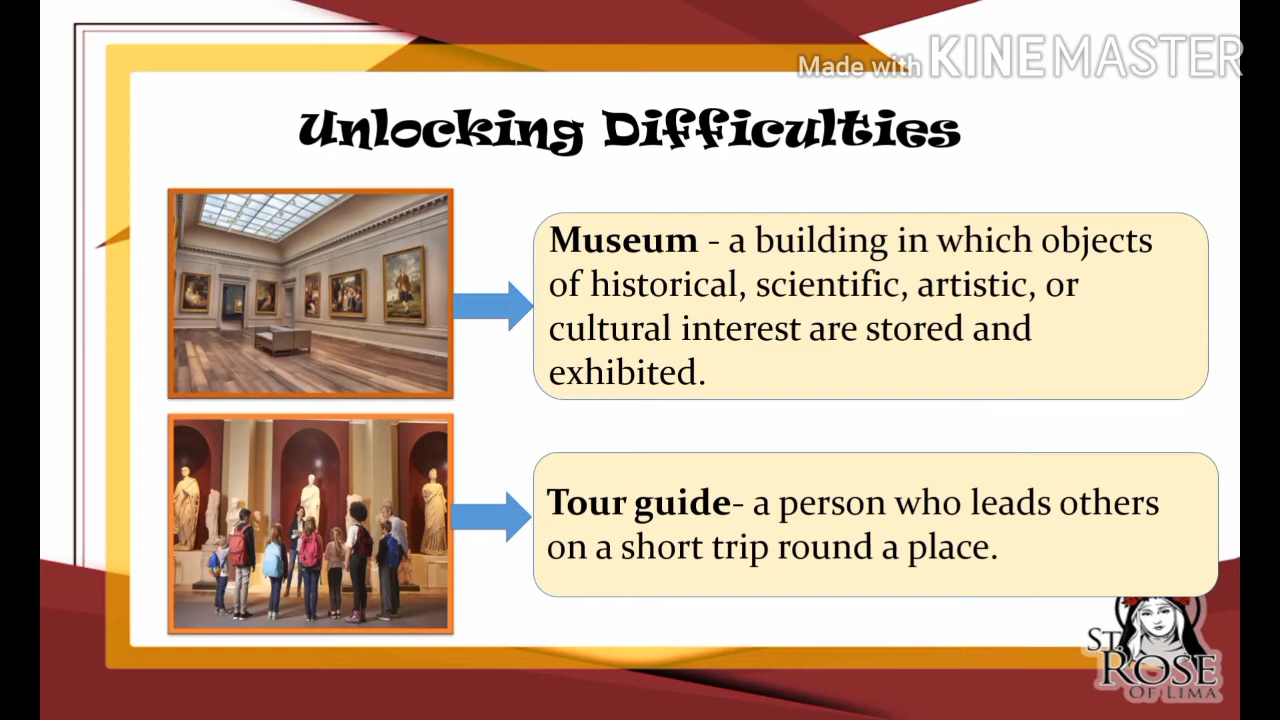 Made with KINEMASTER
Unlocking Difficulties
Museum - a building in which objects
of historical, scientific, artistic, or
cultural interest are stored and
exhibited.
Tour guide- a person who leads others
on a short trip round a place.
ST.
ROSE
OF LIMA